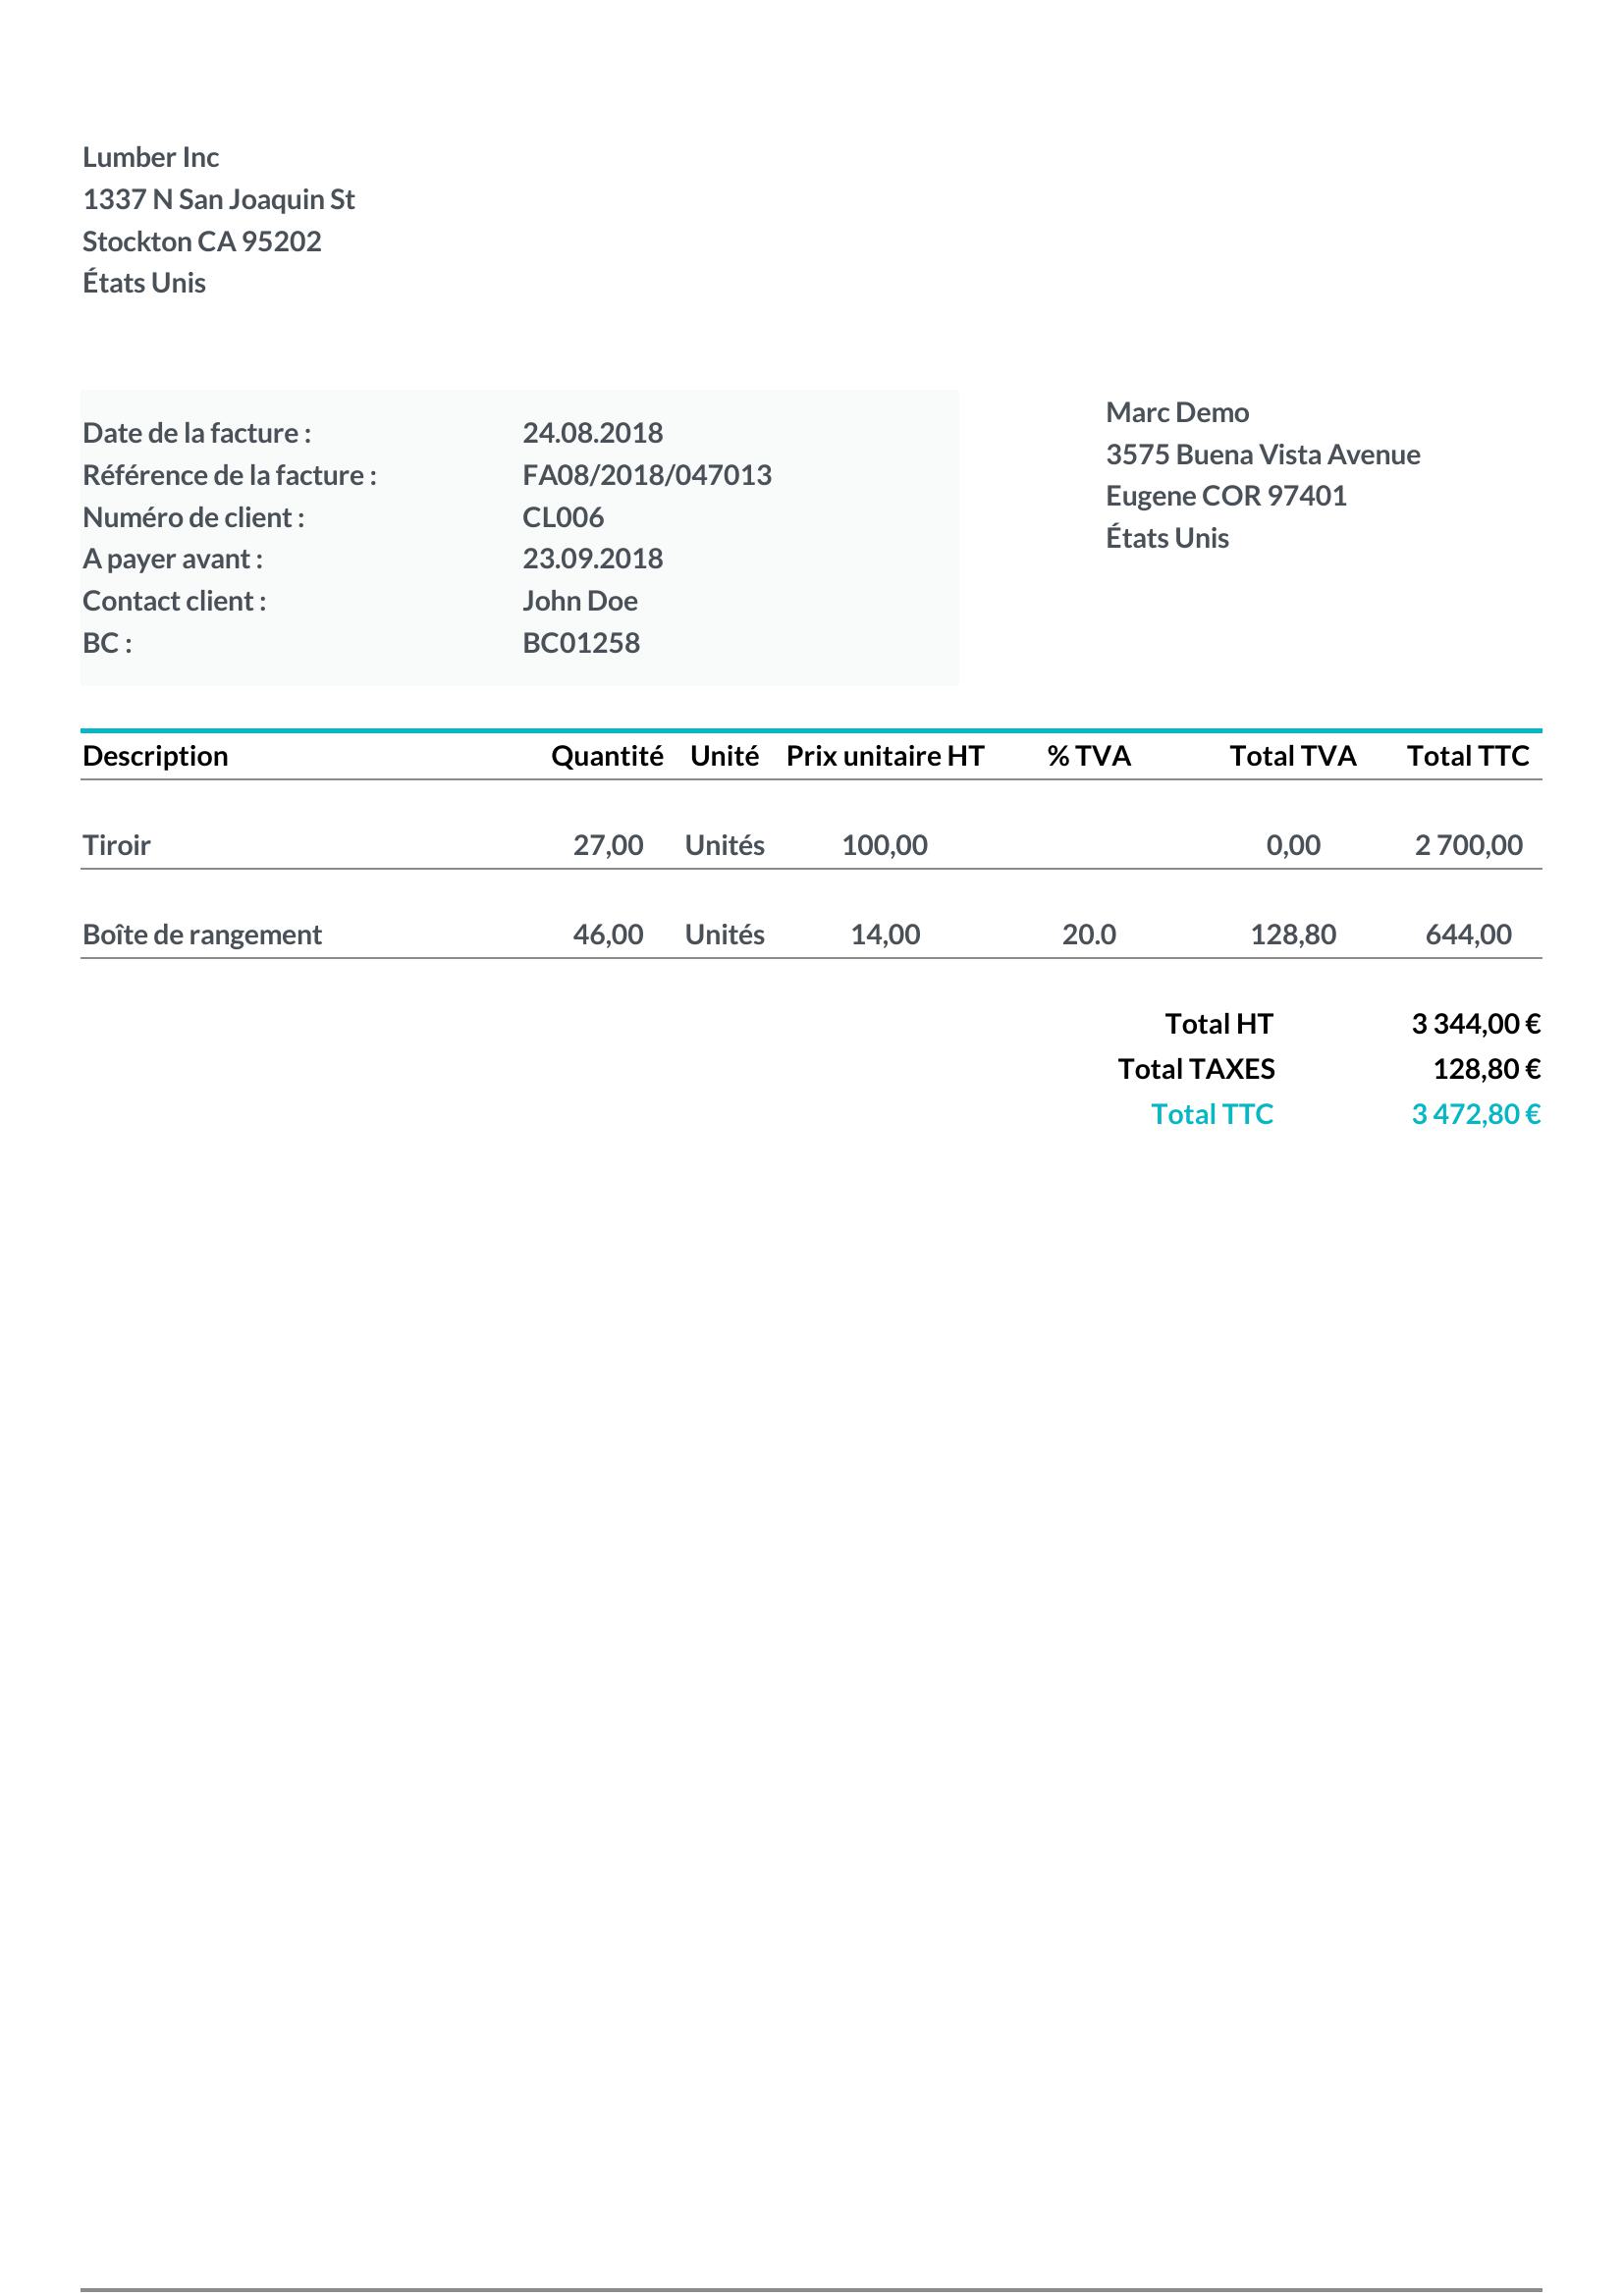 Lumber Inc
1337 N San Joaquin St
Stockton CA 95202
États Unis
Marc Demo
3575 Buena Vista Avenue
Eugene COR 97401
États Unis
Date de la facture : 24.08.2018
Référence de la facture : FA08/2018/047013
Numéro de client : CL006
A payer avant : 23.09.2018
Contact client : John Doe
BC : BC01258
Description Quantité Unité Prix unitaire HT % TVA Total TVA Total TTC
Tiroir 27,00 Unités 100,00 0,00 2 700,00
Boîte de rangement 46,00 Unités 14,00 20.0 128,80 644,00
Total HT 3 344,00 €
Total TAXES 128,80 €
Total TTC 3 472,80 €